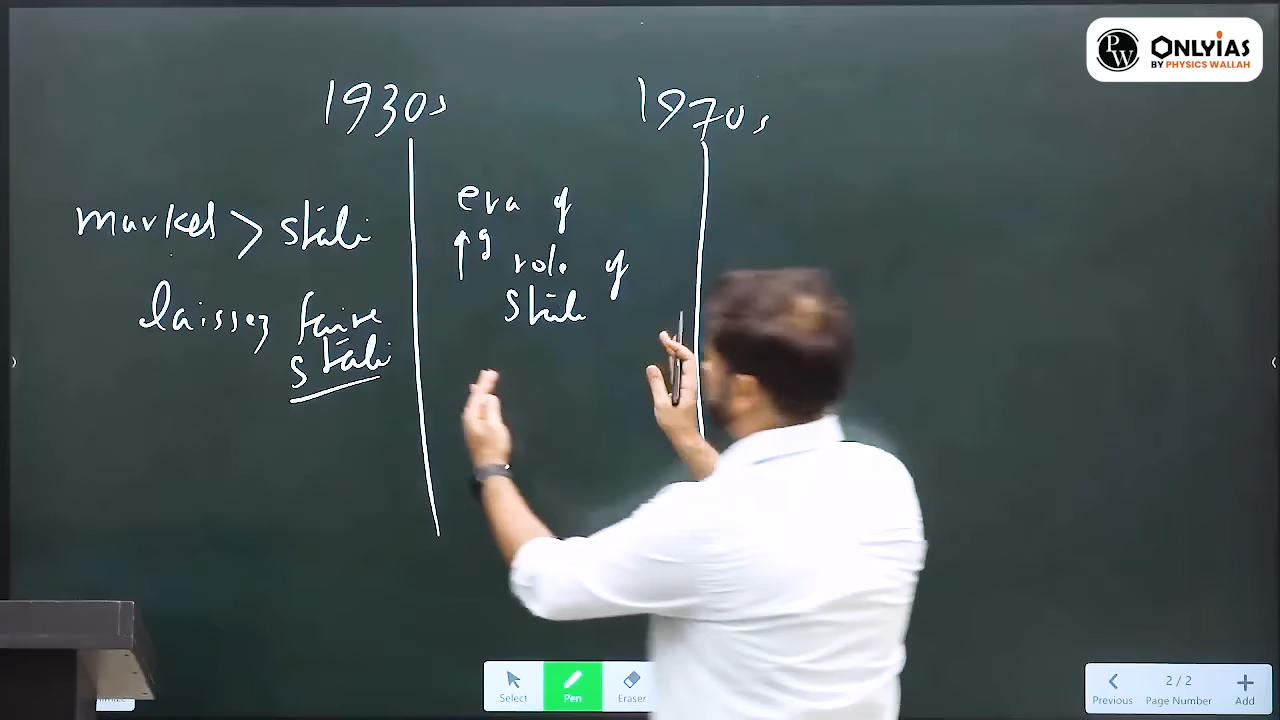 PW ONLYIAS
BY PHYSICS WALLAH
1930s
1970s
market > state
laissez faire
state
era of
↑g role of
state
Select
Pen
Eraser
Previous
2 / 2
Page Number
Add